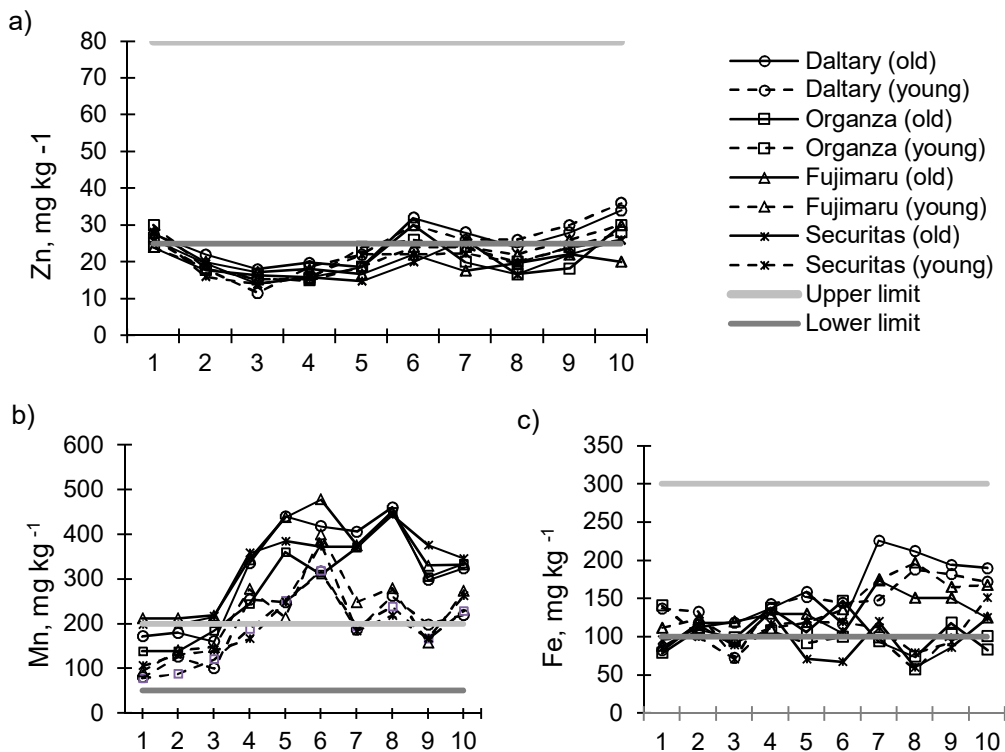 a)
Zn, mg kg -1
80
70
60
50
40
30
20
10
0
1 2 3 4 5 6 7 8 9 10
Daltary (old)
Daltary (young)
Organza (old)
Organza (young)
Fujimaru (old)
Fujimaru (young)
Securitas (old)
Securitas (young)
Upper limit
Lower limit
b)
Mn, mg kg -1
600
500
400
300
200
100
0
1 2 3 4 5 6 7 8 9 10
c)
Fe, mg kg -1
350
300
250
200
150
100
50
0
1 2 3 4 5 6 7 8 9 10